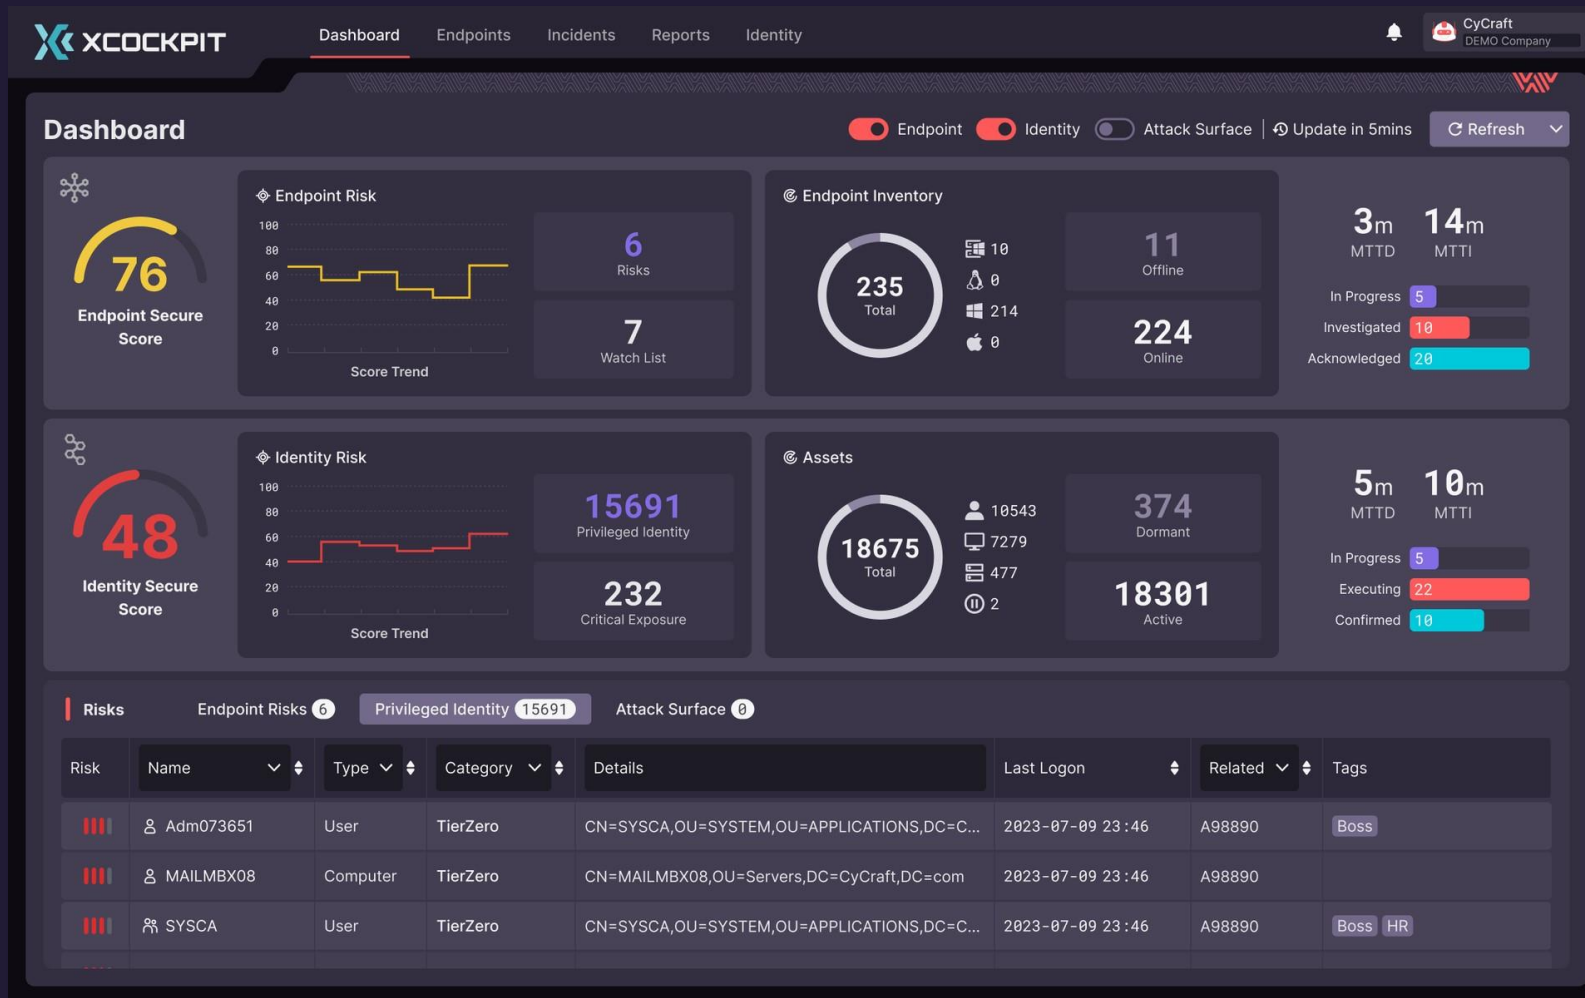 XCOCKPIT
Dashboard Endpoints Incidents Reports Identity
CyCraft
DEMO Company
Dashboard
Endpoint Identity Attack Surface Update in 5mins Refresh
76
Endpoint Secure
Score
Endpoint Risk
100
80
60
40
20
0
Score Trend
6
Risks
7
Watch List
Endpoint Inventory
235
Total
10
0
214
0
11
Offline
224
Online
3m 14m
MTTD MTTI
In Progress 5
Investigated 10
Acknowledged 20
48
Identity Secure
Score
Identity Risk
100
80
60
40
20
0
Score Trend
15691
Privileged Identity
232
Critical Exposure
Assets
18675
Total
10543
7279
477
2
374
Dormant
18301
Active
5m 10m
MTTD MTTI
In Progress 5
Executing 22
Confirmed 10
Risks Endpoint Risks 6 Privileged Identity 15691 Attack Surface 0
Risk Name Type Category Details Last Logon Related Tags
Adm073651 User TierZero CN=SYSCA,OU=SYSTEM,OU=APPLICATIONS,DC=C... 2023-07-09 23:46 A98890 Boss
MAILMBX08 Computer TierZero CN=MAILMBX08,OU=Servers,DC=CyCraft,DC=com 2023-07-09 23:46 A98890
SYSCA User TierZero CN=SYSCA,OU=SYSTEM,OU=APPLICATIONS,DC=C... 2023-07-09 23:46 A98890 Boss HR